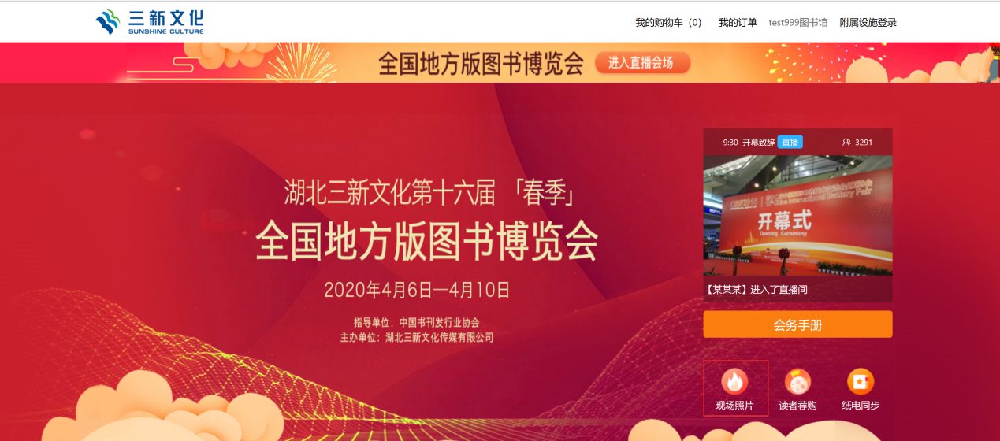 三新文化
SUNSHINE CULTURE
我的购物车（0） 我的订单 test999图书馆 附属设施登录
全国地方版图书博览会 进入直播会场
湖北三新文化第十六届 「春季」
全国地方版图书博览会
2020年4月6日—4月10日
指导单位：中国书刊发行业协会
主办单位：湖北三新文化传媒有限公司
9:30 开幕致辞 直播 3291
开幕式
Opening Ceremony
【某某某】进入了直播间
会务手册
现场照片 读者荐购 纸电同步